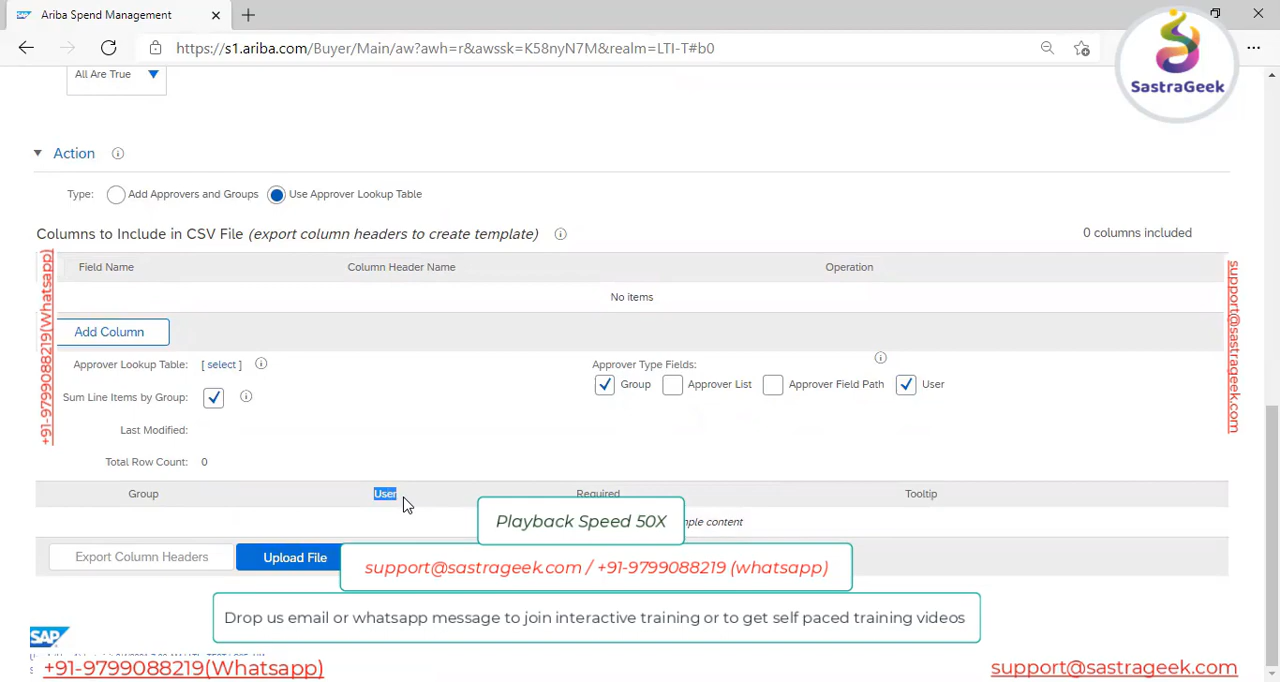 Ariba Spend Management
https://s1.ariba.com/Buyer/Main/aw?awh=r&awssk=K58nyN7M&realm=LTI-T#b0
SastraGeek
All Are True
Action
Type: Add Approvers and Groups Use Approver Lookup Table
Columns to Include in CSV File (export column headers to create template) 0 columns included
Field Name Column Header Name Operation
No items
Add Column
Approver Lookup Table: [ select ] Approver Type Fields:
Group Approver List Approver Field Path User
Sum Line Items by Group:
Last Modified:
Total Row Count: 0
Group User Required Tooltip
Playback Speed 50X
content
Export Column Headers Upload File
support@sastrageek.com / +91-9799088219 (whatsapp)
Drop us email or whatsapp message to join interactive training or to get self paced training videos
SAP
+91-9799088219(Whatsapp)
support@sastrageek.com
+91-9799088219(Whatsapp)
support@sastrageek.com